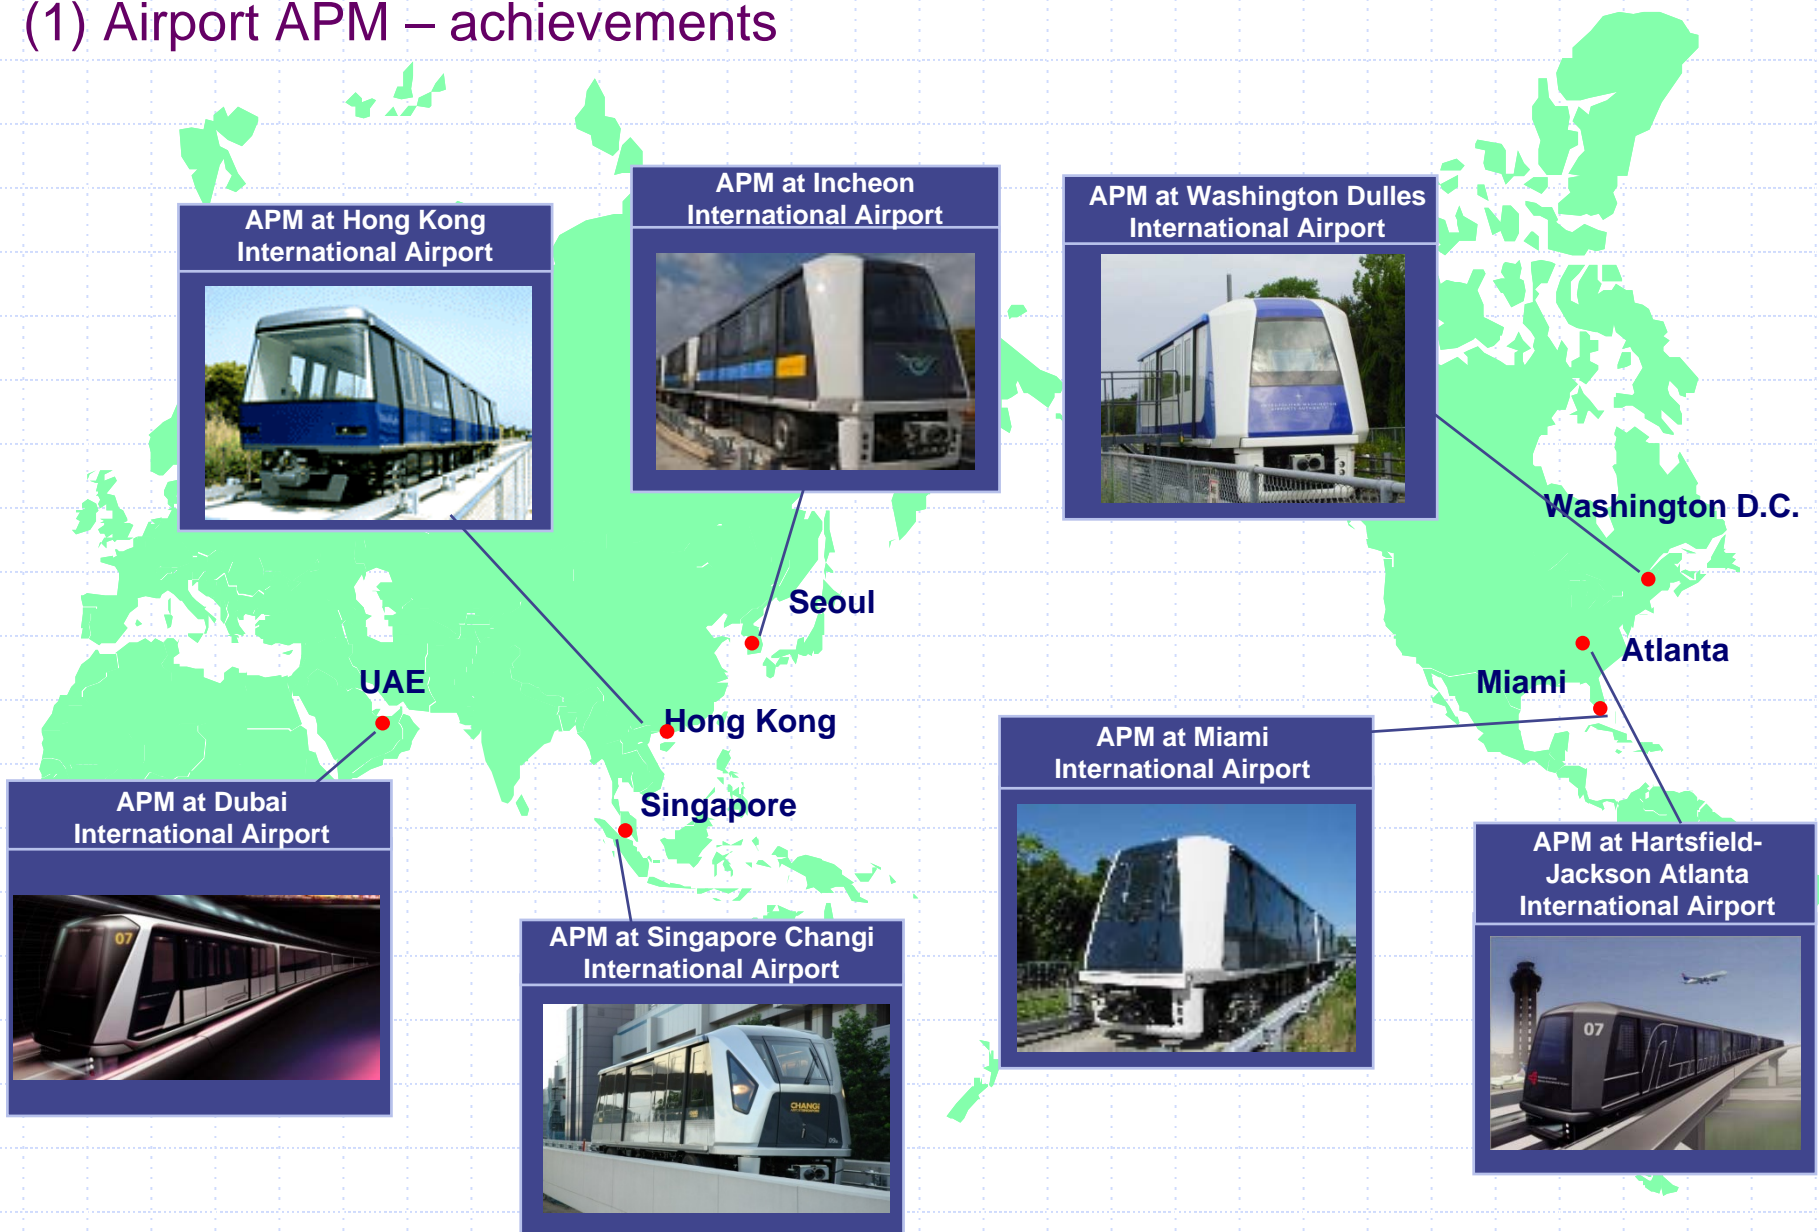 (1) Airport APM – achievements
APM at Hong Kong
International Airport
APM at Incheon
International Airport
APM at Washington Dulles
International Airport
Washington D.C.
Seoul
UAE
Hong Kong
Singapore
Atlanta
Miami
APM at Dubai
International Airport
07
APM at Singapore Changi
International Airport
CHANGI
APM at Miami
International Airport
APM at Hartsfield-
Jackson Atlanta
International Airport
07